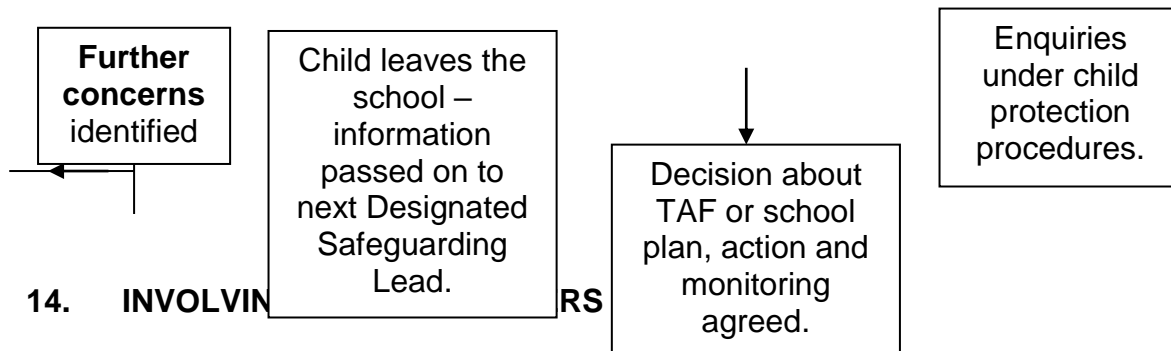 Further
concerns
identified
Child leaves the
school –
information
passed on to
next Designated
Safeguarding
Lead.
Decision about
TAF or school
plan, action and
monitoring
agreed.
Enquiries
under child
protection
procedures.
14. INVOLVIN RS